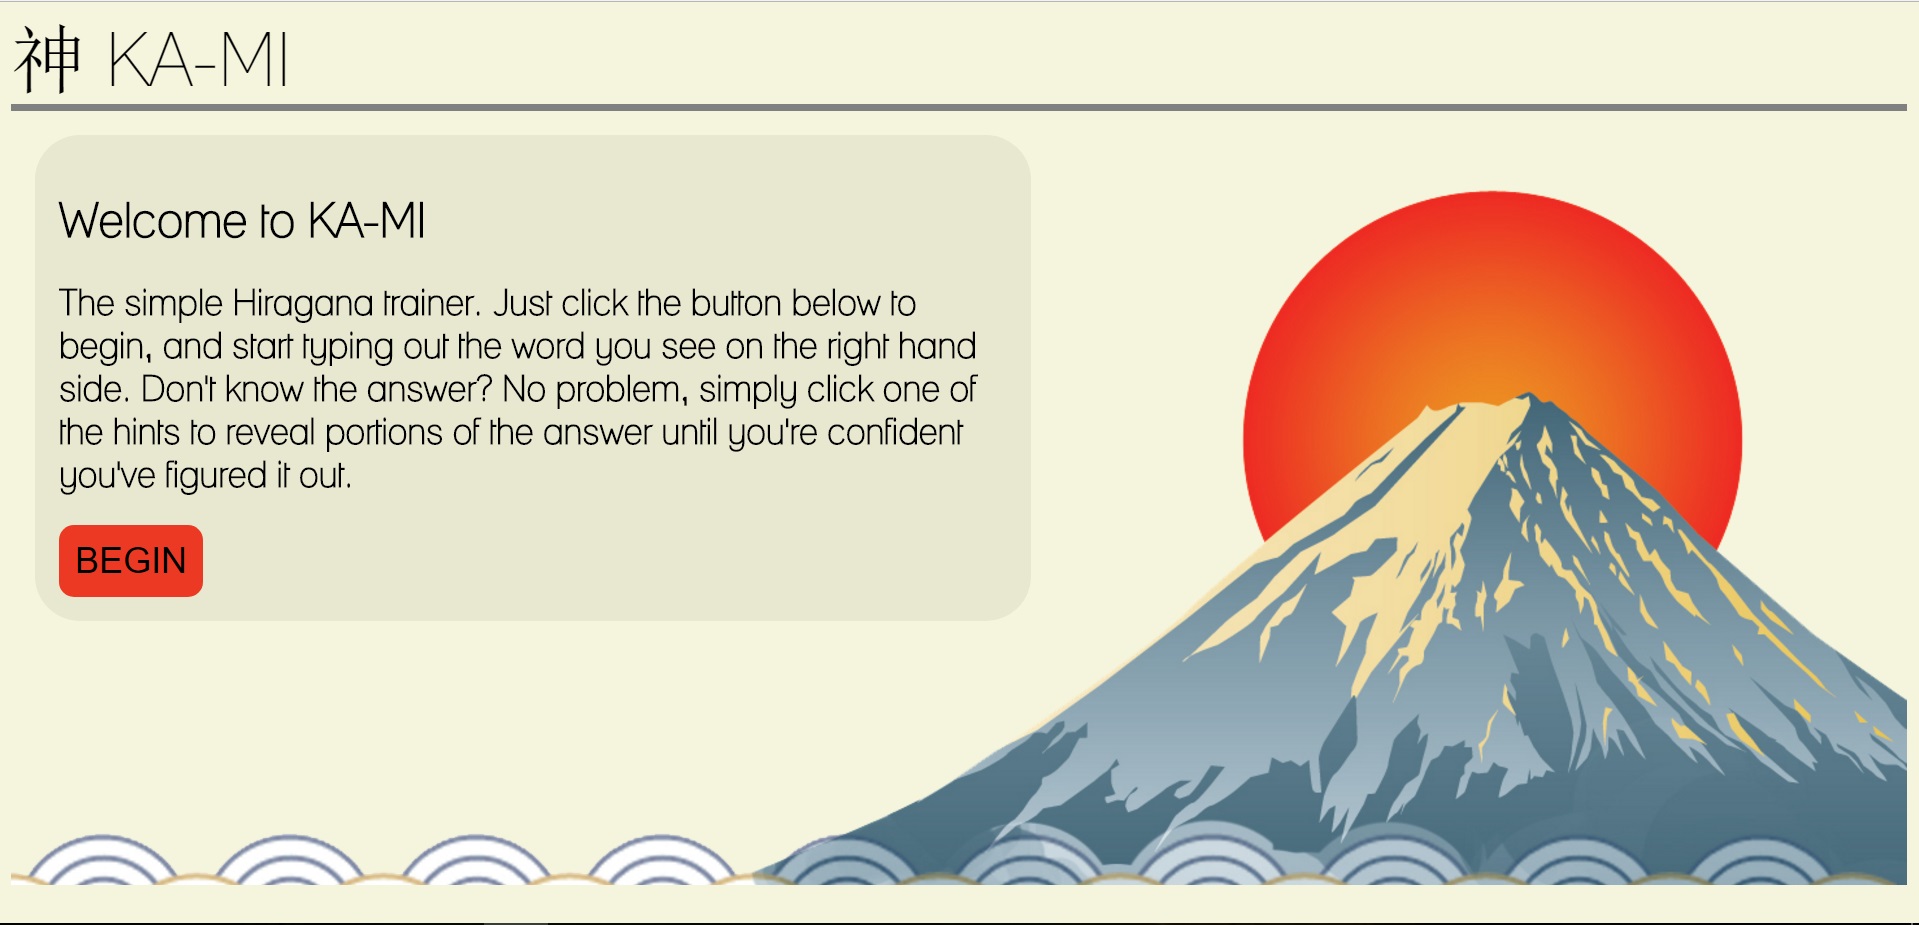 神 KA-MI
Welcome to KA-MI
The simple Hiragana trainer. Just click the button below to
begin, and start typing out the word you see on the right hand
side. Don't know the answer? No problem, simply click one of
the hints to reveal portions of the answer until you're confident
you've figured it out.
BEGIN